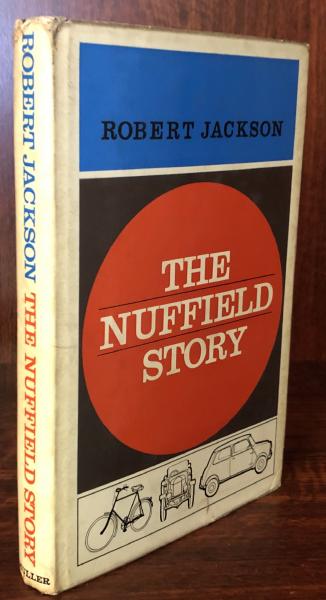 ROBERT JACKSON
THE
NUFFIELD
STORY
ROBERT JACKSON THE NUFFIELD STORY